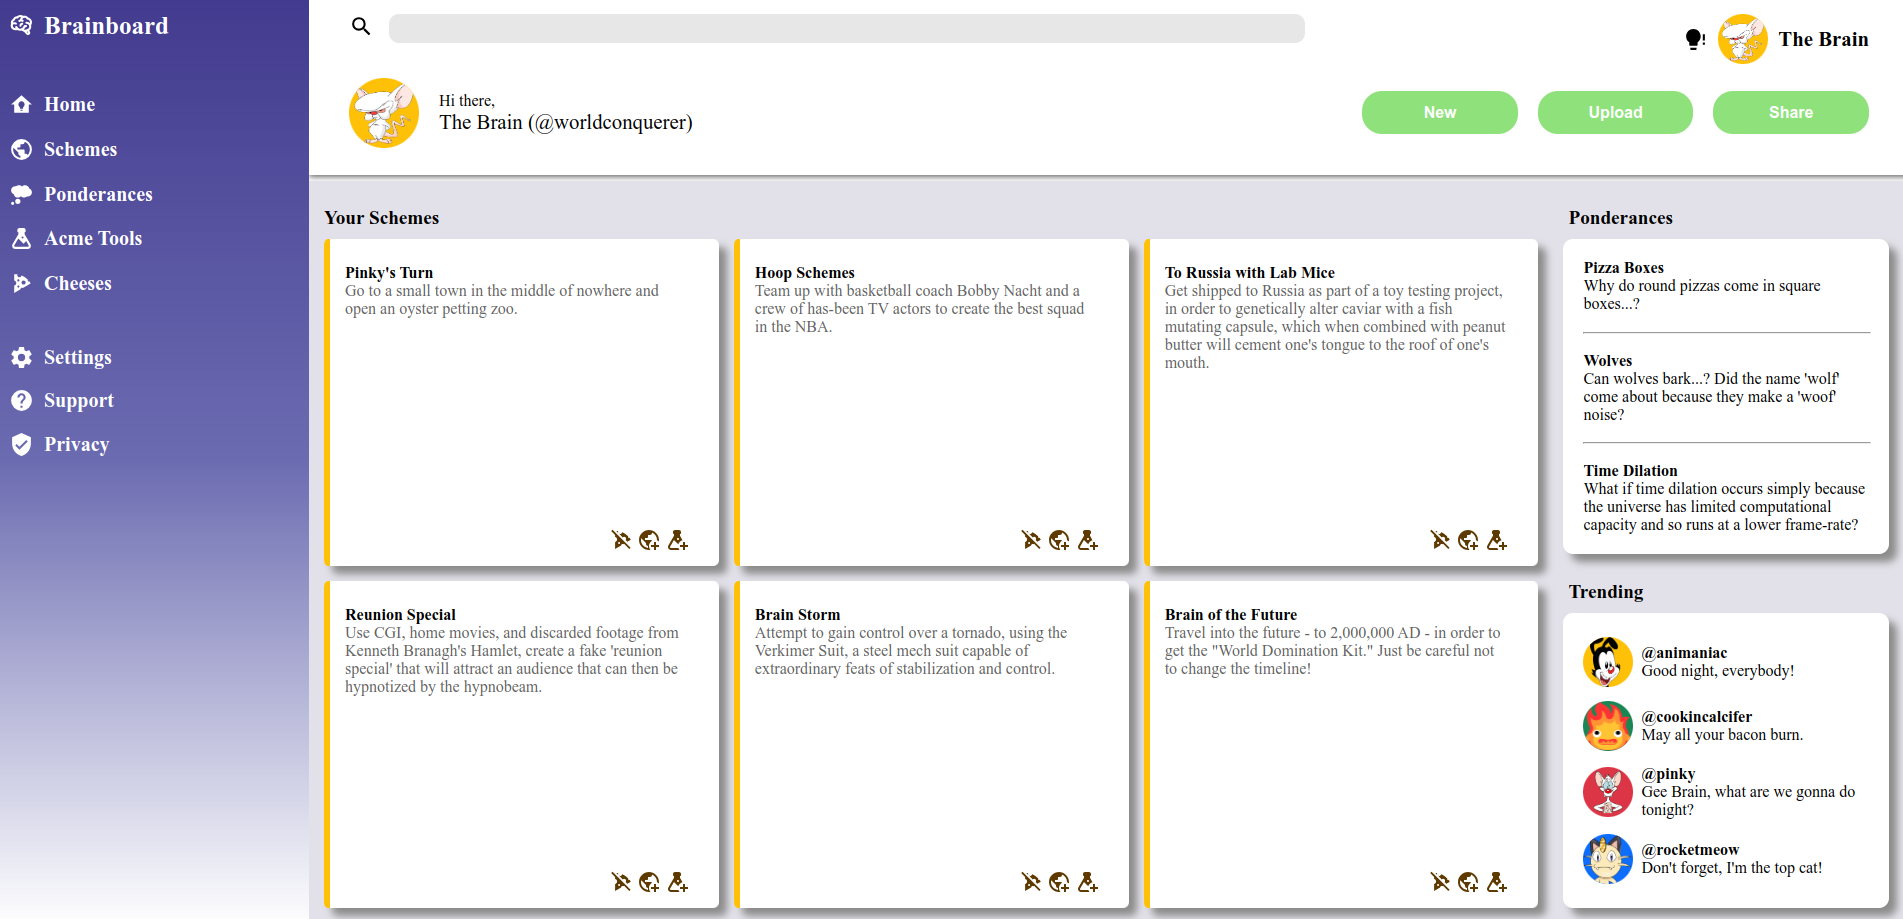 Brainboard
Home
Schemes
Ponderances
Acme Tools
Cheeses
Settings
Support
Privacy
The Brain
Hi there,
The Brain (@worldconquerer)
New
Upload
Share
Your Schemes
Pinky's Turn
Go to a small town in the middle of nowhere and
open an oyster petting zoo.
Hoop Schemes
Team up with basketball coach Bobby Nacht and a
crew of has-been TV actors to create the best squad
in the NBA.
To Russia with Lab Mice
Get shipped to Russia as part of a toy testing project,
in order to genetically alter caviar with a fish
mutating capsule, which when combined with peanut
butter will cement one's tongue to the roof of one's
mouth.
Reunion Special
Use CGI, home movies, and discarded footage from
Kenneth Branagh's Hamlet, create a fake 'reunion
special' that will attract an audience that can then be
hypnotized by the hypnobeam.
Brain Storm
Attempt to gain control over a tornado, using the
Verkimer Suit, a steel mech suit capable of
extraordinary feats of stabilization and control.
Brain of the Future
Travel into the future - to 2,000,000 AD - in order to
get the "World Domination Kit." Just be careful not
to change the timeline!
Ponderances
Pizza Boxes
Why do round pizzas come in square
boxes...?
Wolves
Can wolves bark...? Did the name 'wolf'
come about because they make a 'woof'
noise?
Time Dilation
What if time dilation occurs simply because
the universe has limited computational
capacity and so runs at a lower frame-rate?
Trending
@animaniac
Good night, everybody!
@cookincalcifer
May all your bacon burn.
@pinky
Gee Brain, what are we gonna do
tonight?
@rocketmeow
Don't forget, I'm the top cat!